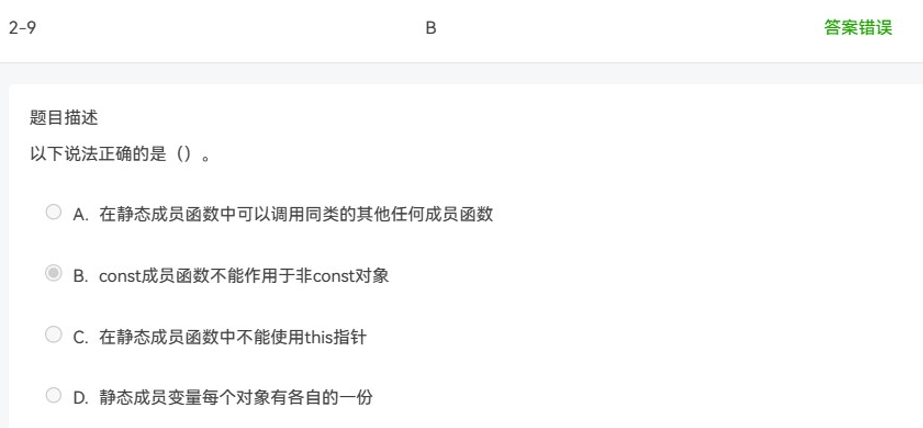 2-9 B 答案错误
题目描述
以下说法正确的是（）。
A. 在静态成员函数中可以调用同类的其他任何成员函数
B. const成员函数不能作用于非const对象
C. 在静态成员函数中不能使用this指针
D. 静态成员变量每个对象有各自的一份